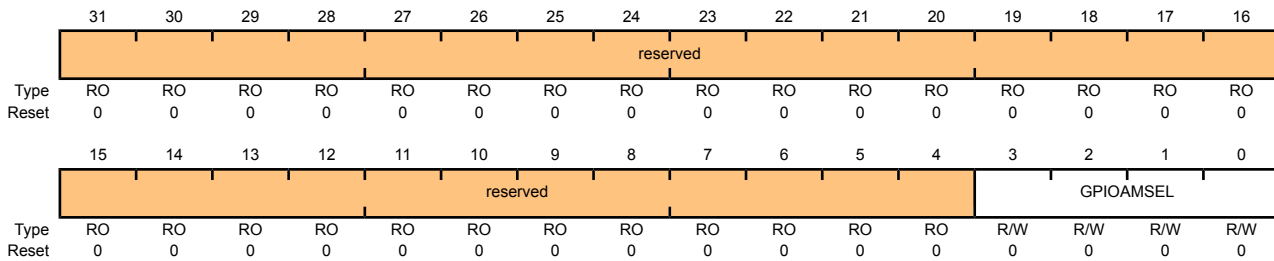 31 30 29 28 27 26 25 24 23 22 21 20 19 18 17 16
reserved
Type RO RO RO RO RO RO RO RO RO RO RO RO RO RO RO RO
Reset 0 0 0 0 0 0 0 0 0 0 0 0 0 0 0 0
15 14 13 12 11 10 9 8 7 6 5 4 3 2 1 0
reserved GPIOAMSEL
Type RO RO RO RO RO RO RO RO RO RO RO RO R/W R/W R/W R/W
Reset 0 0 0 0 0 0 0 0 0 0 0 0 0 0 0 0